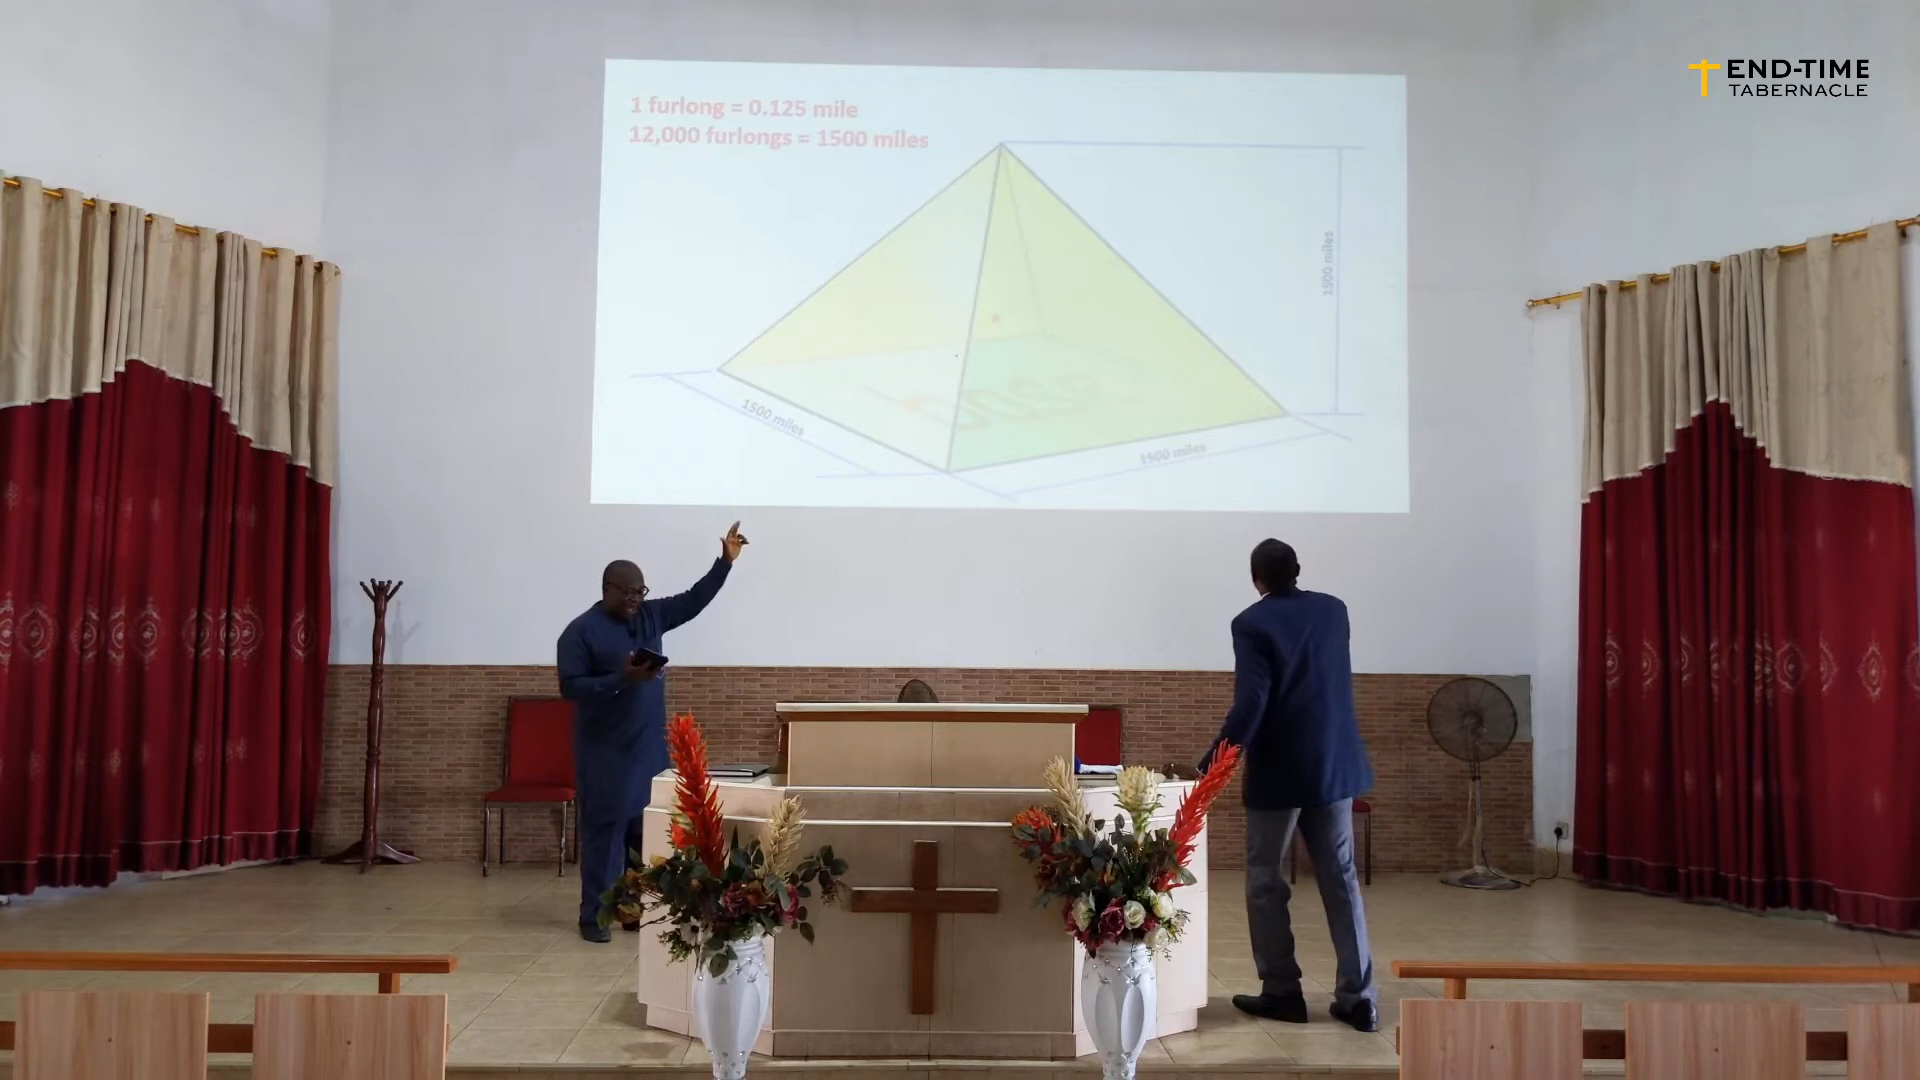 END-TIME
TABERNACLE
1 furlong = 0.125 mile
12,000 furlongs = 1500 miles
1500 miles
1500 miles
1500 miles
base